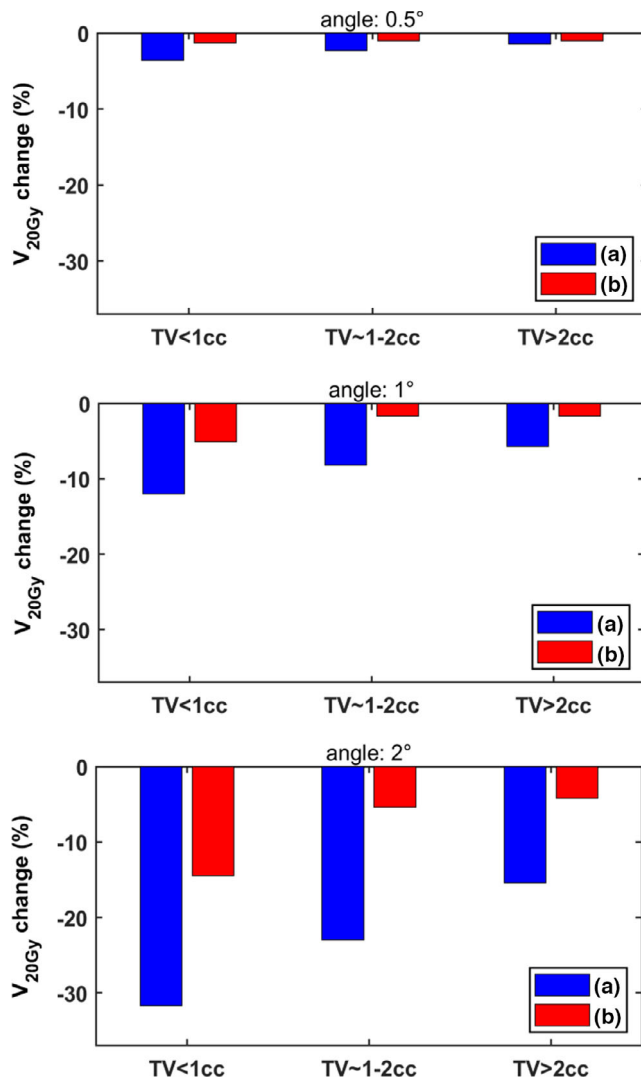 angle: 0.5°
0
-10
-20
-30
V20Gy change (%)
(a)
(b)
TV<1cc
TV~1-2cc
TV>2cc
angle: 1°
0
-10
-20
-30
V20Gy change (%)
(a)
(b)
TV<1cc
TV~1-2cc
TV>2cc
angle: 2°
0
-10
-20
-30
V20Gy change (%)
(a)
(b)
TV<1cc
TV~1-2cc
TV>2cc